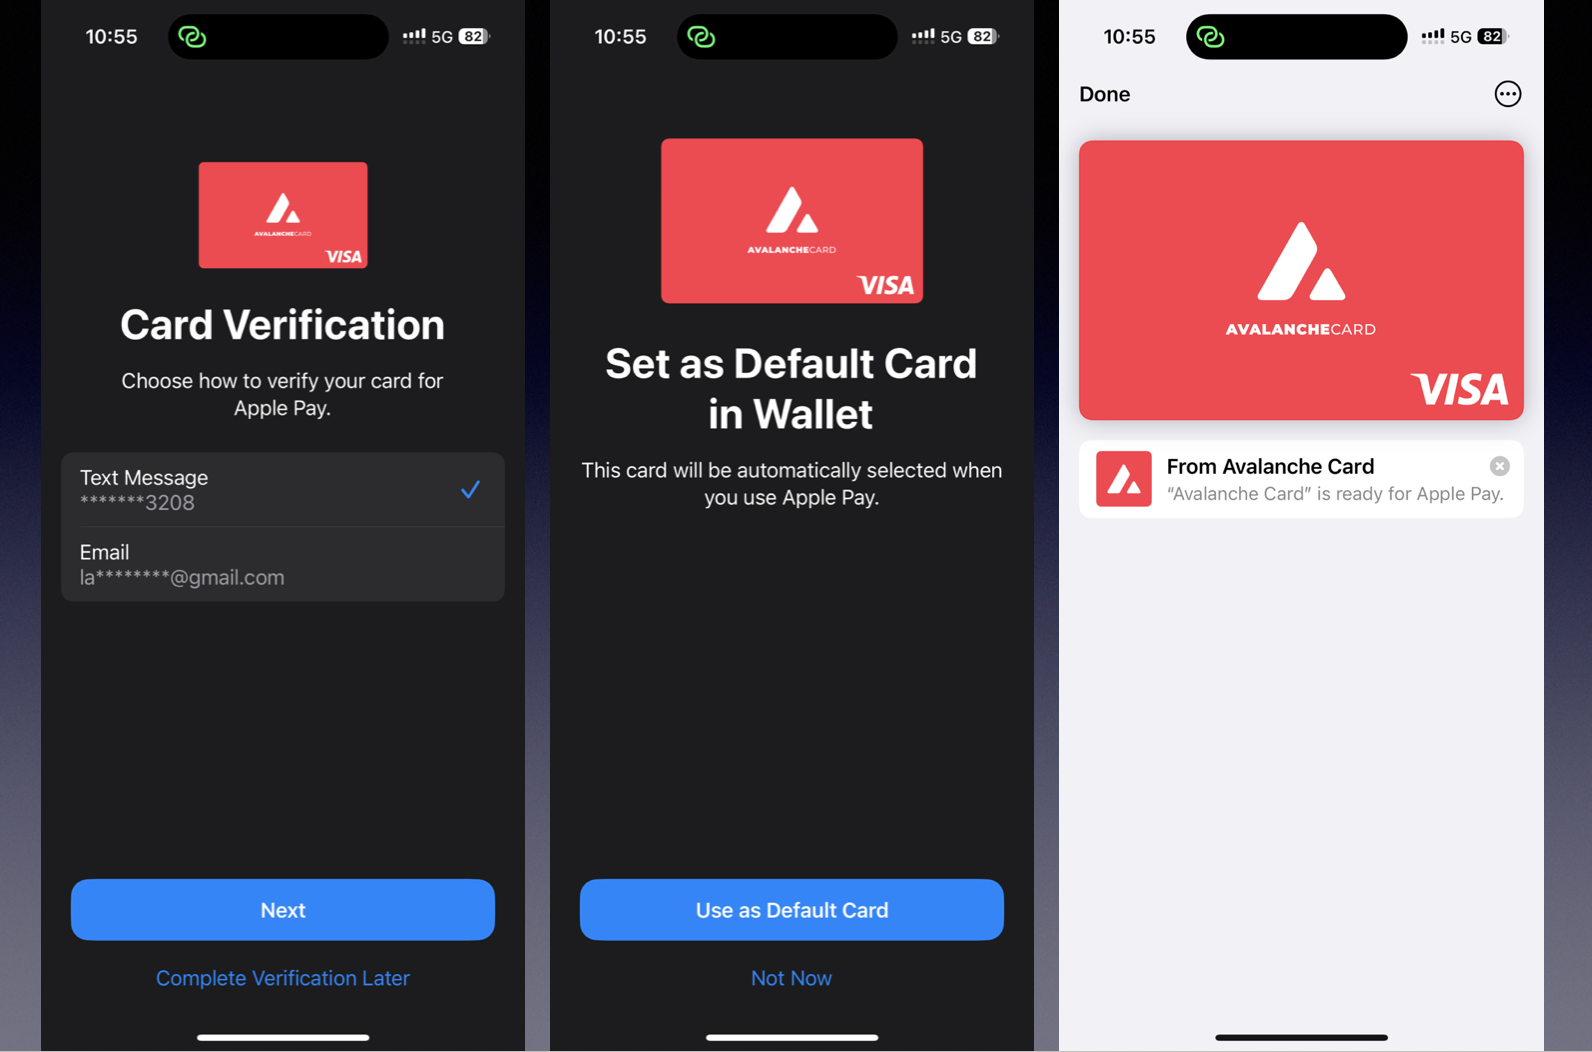 10:55
5G 82
AVALANCHECARD
VISA
Card Verification
Choose how to verify your card for
Apple Pay.
Text Message
*******3208
Email
la********@gmail.com
Next
Complete Verification Later
10:55
5G 82
AVALANCHECARD
VISA
Set as Default Card
in Wallet
This card will be automatically selected when
you use Apple Pay.
Use as Default Card
Not Now
10:55
5G 82
Done
AVALANCHECARD
VISA
From Avalanche Card
“Avalanche Card” is ready for Apple Pay.